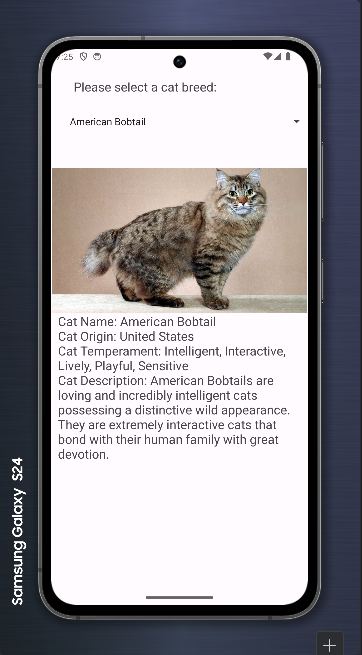 :25
Please select a cat breed:
American Bobtail
Cat Name: American Bobtail
Cat Origin: United States
Cat Temperament: Intelligent, Interactive,
Lively, Playful, Sensitive
Cat Description: American Bobtails are
loving and incredibly intelligent cats
possessing a distinctive wild appearance.
They are extremely interactive cats that
bond with their human family with great
devotion.
Samsung Galaxy S24